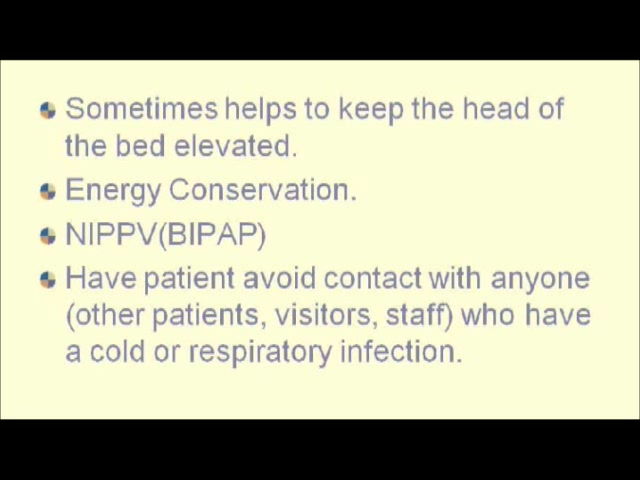 Sometimes helps to keep the head of
the bed elevated.
Energy Conservation.
NIPPV(BIPAP)
Have patient avoid contact with anyone
(other patients, visitors, staff) who have
a cold or respiratory infection.